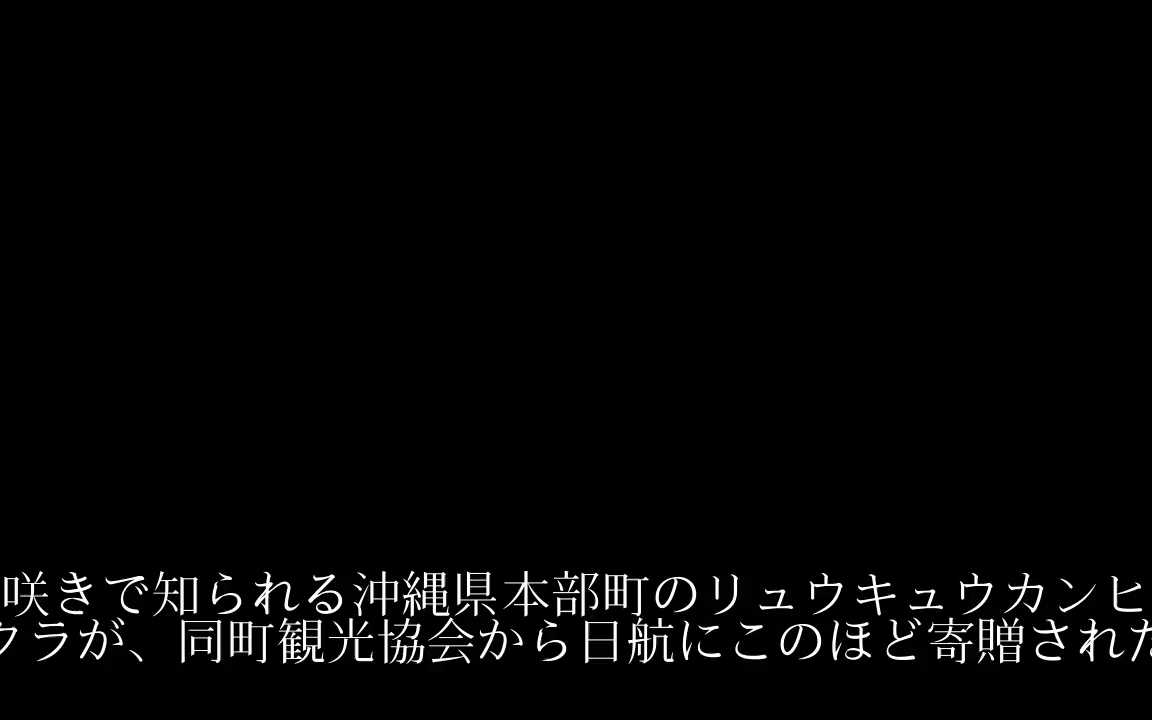 咲きで知られる沖縄県本部町のリュウキュウカンヒ
クラが、同町観光協会から日航にこのほど寄贈された